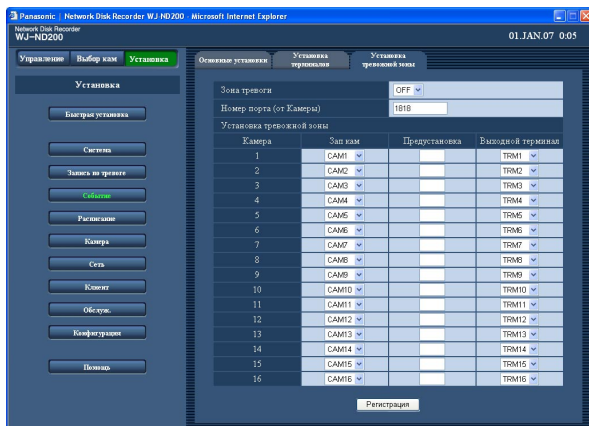 Panasonic | Network Disk Recorder WJ-ND200 - Microsoft Internet Explorer
Network Disk Recorder
WJ-ND200
01.JAN.07 0:05
Управление Выбор кам Установка
Основные установки Установка терминалов Установка тревожной зоны
Установка
Быстрая установка
Система
Запись по тревоге
Событие
Расписание
Камера
Сеть
Клиент
Обслуж.
Конфигурация
Помощь
Зона тревоги OFF
Номер порта (от Камеры) 1818
Установка тревожной зоны
Камера Зап кам Предустановка Выходной терминал
1 CAM1 TRM1
2 CAM2 TRM2
3 CAM3 TRM3
4 CAM4 TRM4
5 CAM5 TRM5
6 CAM6 TRM6
7 CAM7 TRM7
8 CAM8 TRM8
9 CAM9 TRM9
10 CAM10 TRM10
11 CAM11 TRM11
12 CAM12 TRM12
13 CAM13 TRM13
14 CAM14 TRM14
15 CAM15 TRM15
16 CAM16 TRM16
Регистрация